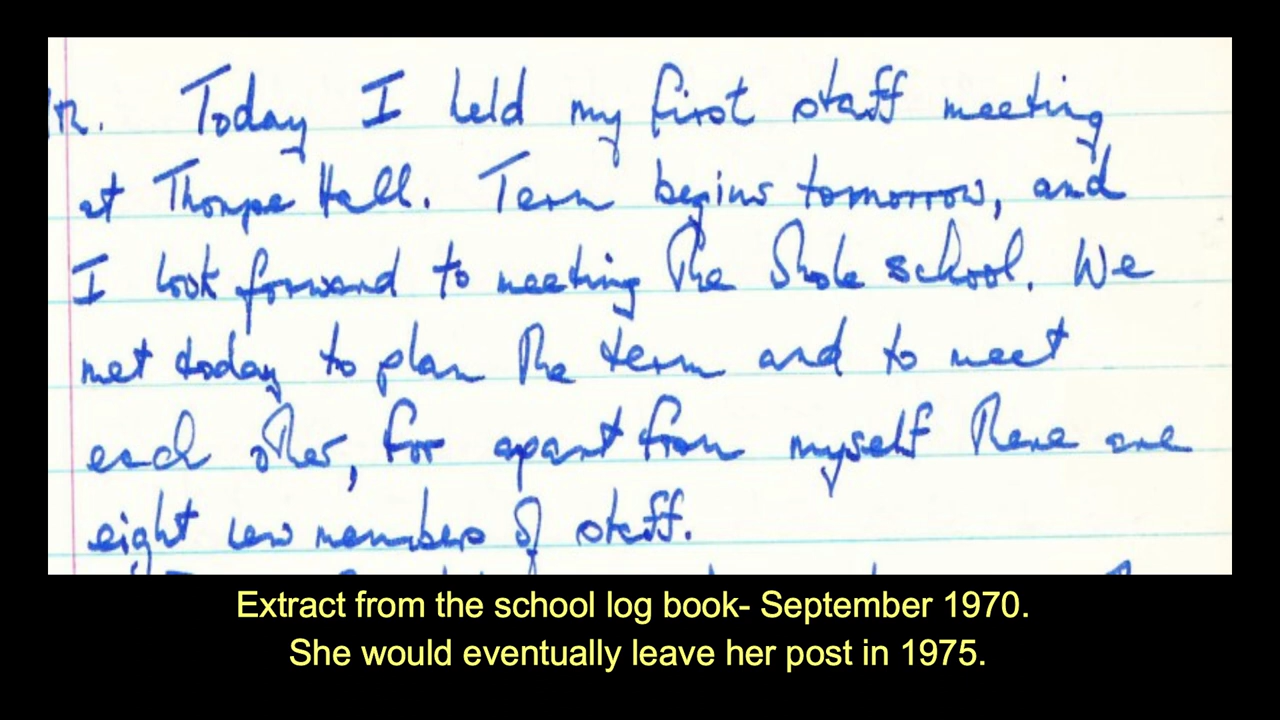 Today I held my first staff meeting
at Thorpe Hall. Term begins tomorrow, and
I look forward to meeting the whole school. We
met today to plan the term and to meet
each other, for apart from myself there are
eight new members of staff.
Extract from the school log book- September 1970.
She would eventually leave her post in 1975.